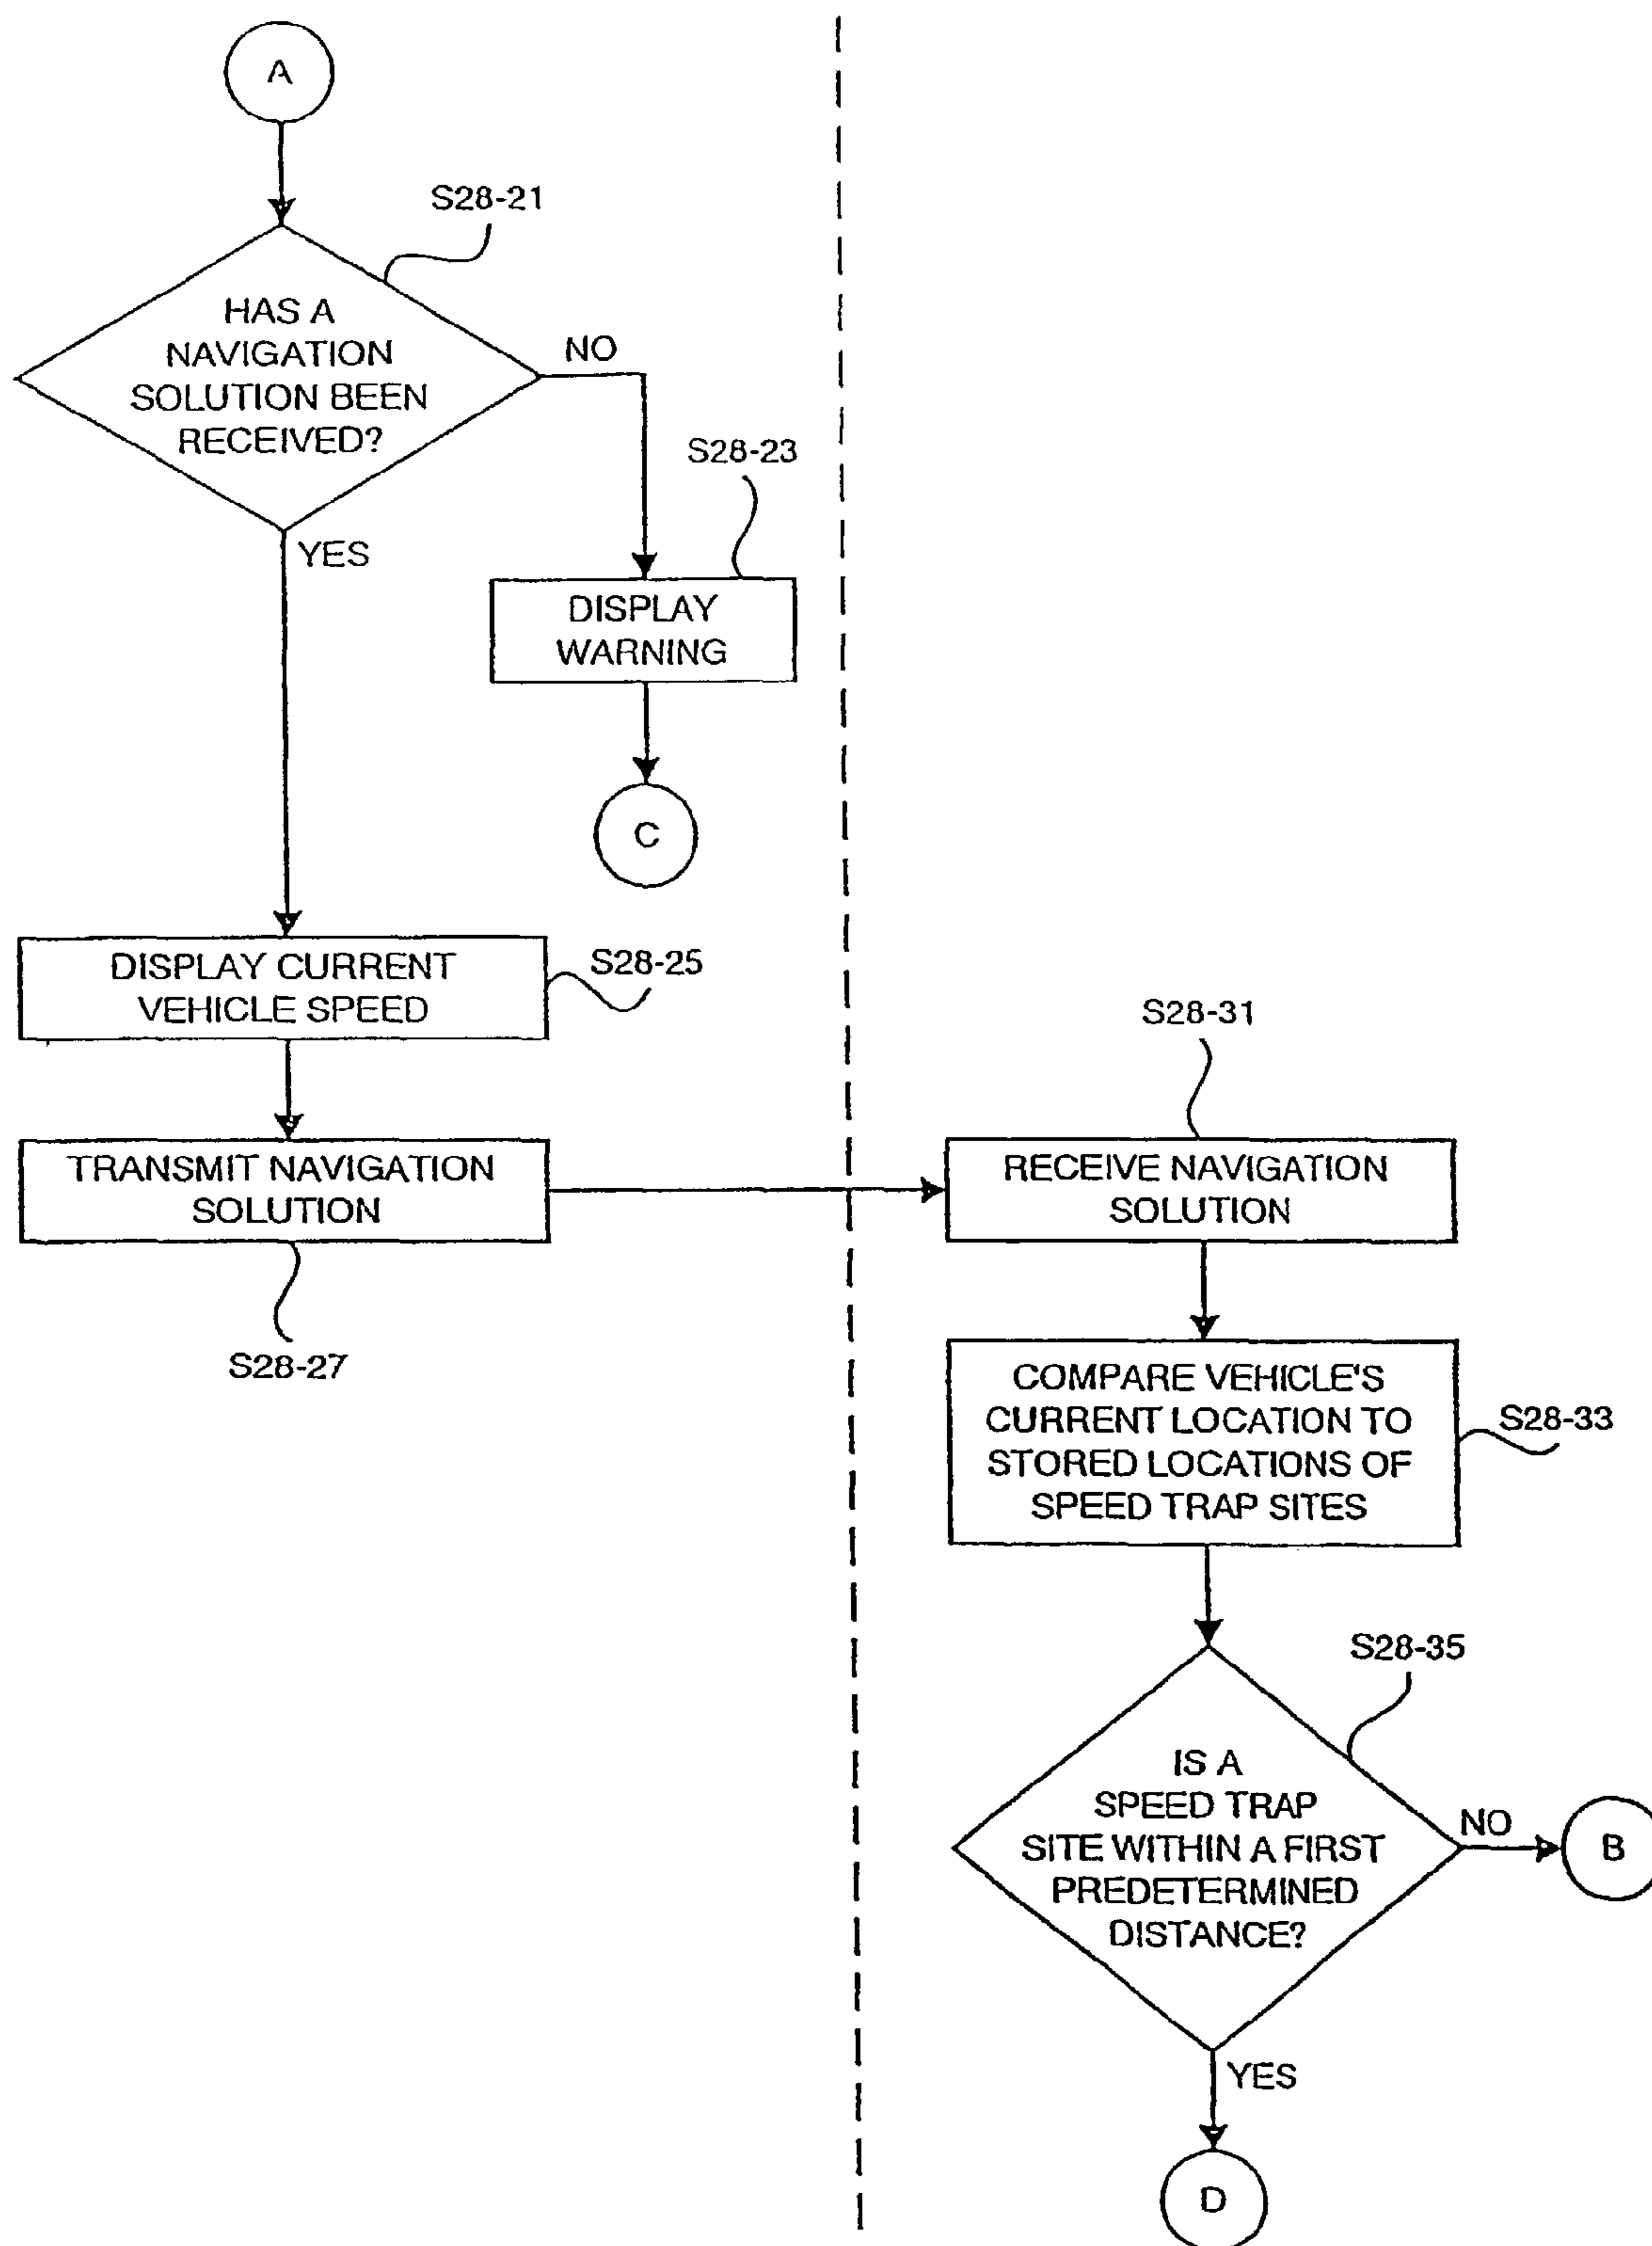 A
S28-21
HAS A
NAVIGATION
SOLUTION BEEN
RECEIVED?
NO
YES
S28-23
DISPLAY
WARNING
C
DISPLAY CURRENT
VEHICLE SPEED
S28-25
TRANSMIT NAVIGATION
SOLUTION
S28-27
S28-31
RECEIVE NAVIGATION
SOLUTION
COMPARE VEHICLE'S
CURRENT LOCATION TO
STORED LOCATIONS OF
SPEED TRAP SITES
S28-33
S28-35
IS A
SPEED TRAP
SITE WITHIN A FIRST
PREDETERMINED
DISTANCE?
NO
B
YES
D